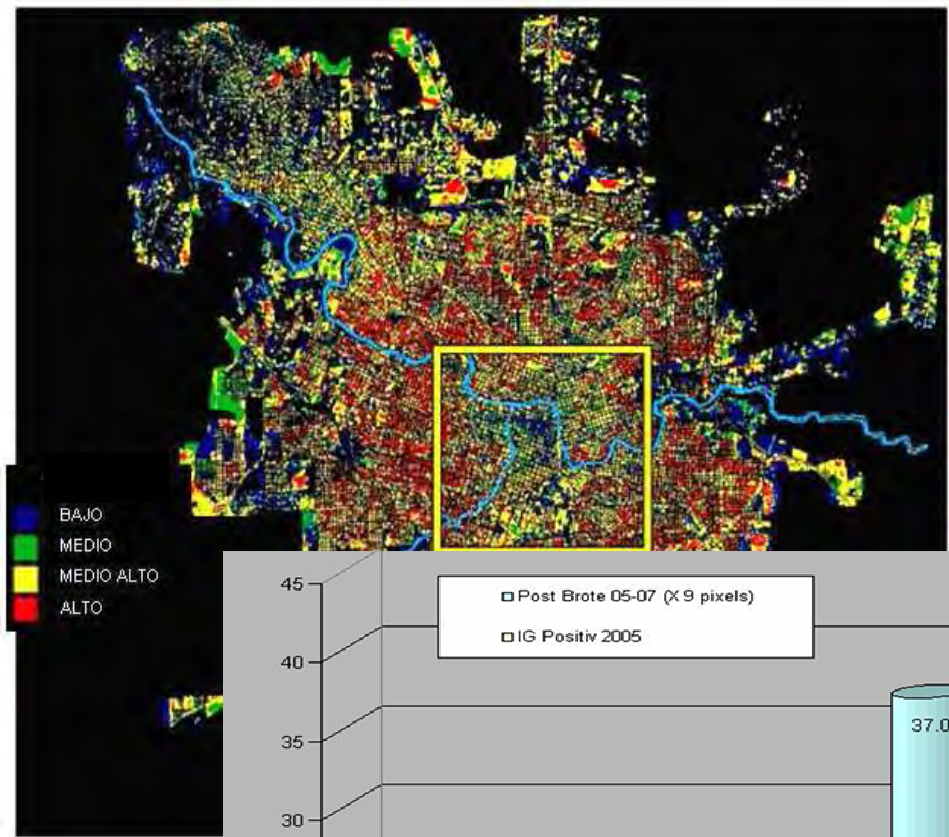 BAJO
MEDIO
MEDIO ALTO
ALTO
45
40
35
30
Post Brote 05-07 (X 9 pixels)
IG Positiv 2005
37.0